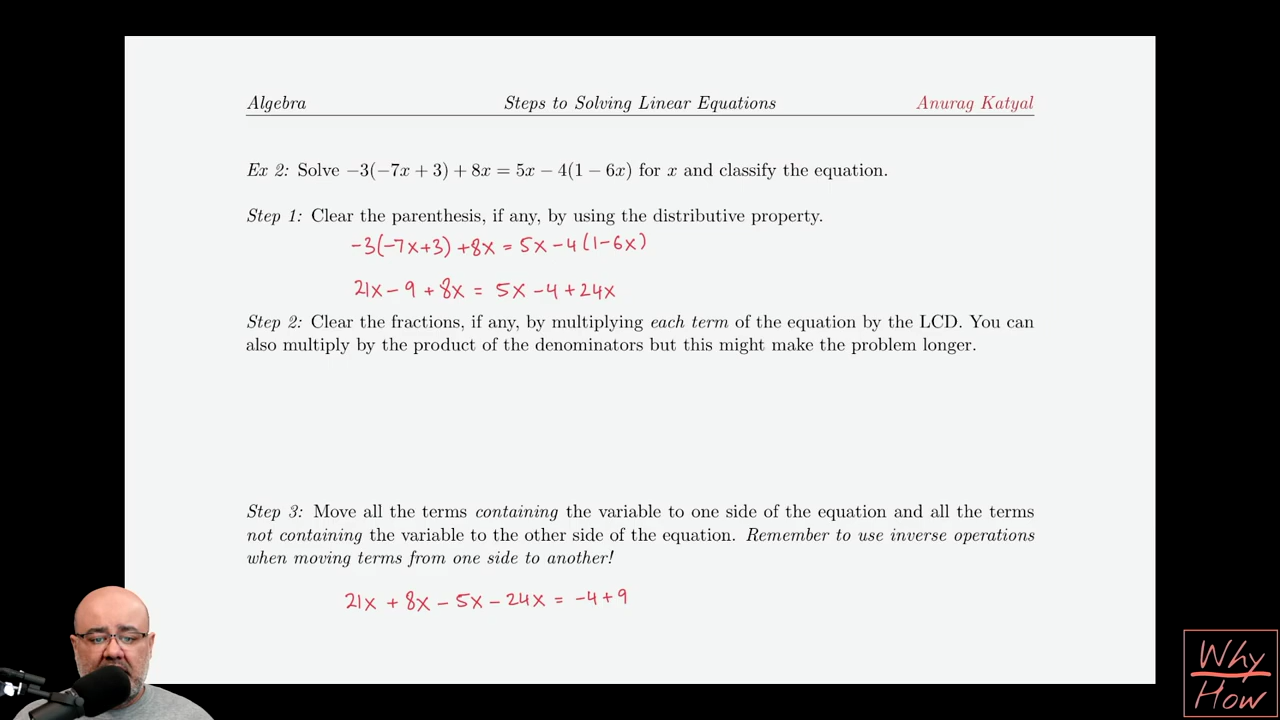 Algebra Steps to Solving Linear Equations Anurag Katyal
Ex 2: Solve −3(−7x + 3) + 8x = 5x − 4(1 − 6x) for x and classify the equation.
Step 1: Clear the parenthesis, if any, by using the distributive property.
-3(-7x+3) +8x = 5x -4(1-6x)
21x - 9 + 8x = 5x -4 +24x
Step 2: Clear the fractions, if any, by multiplying each term of the equation by the LCD. You can
also multiply by the product of the denominators but this might make the problem longer.
Step 3: Move all the terms containing the variable to one side of the equation and all the terms
not containing the variable to the other side of the equation. Remember to use inverse operations
when moving terms from one side to another!
21x + 8x - 5x - 24x = -4+9
Why
How